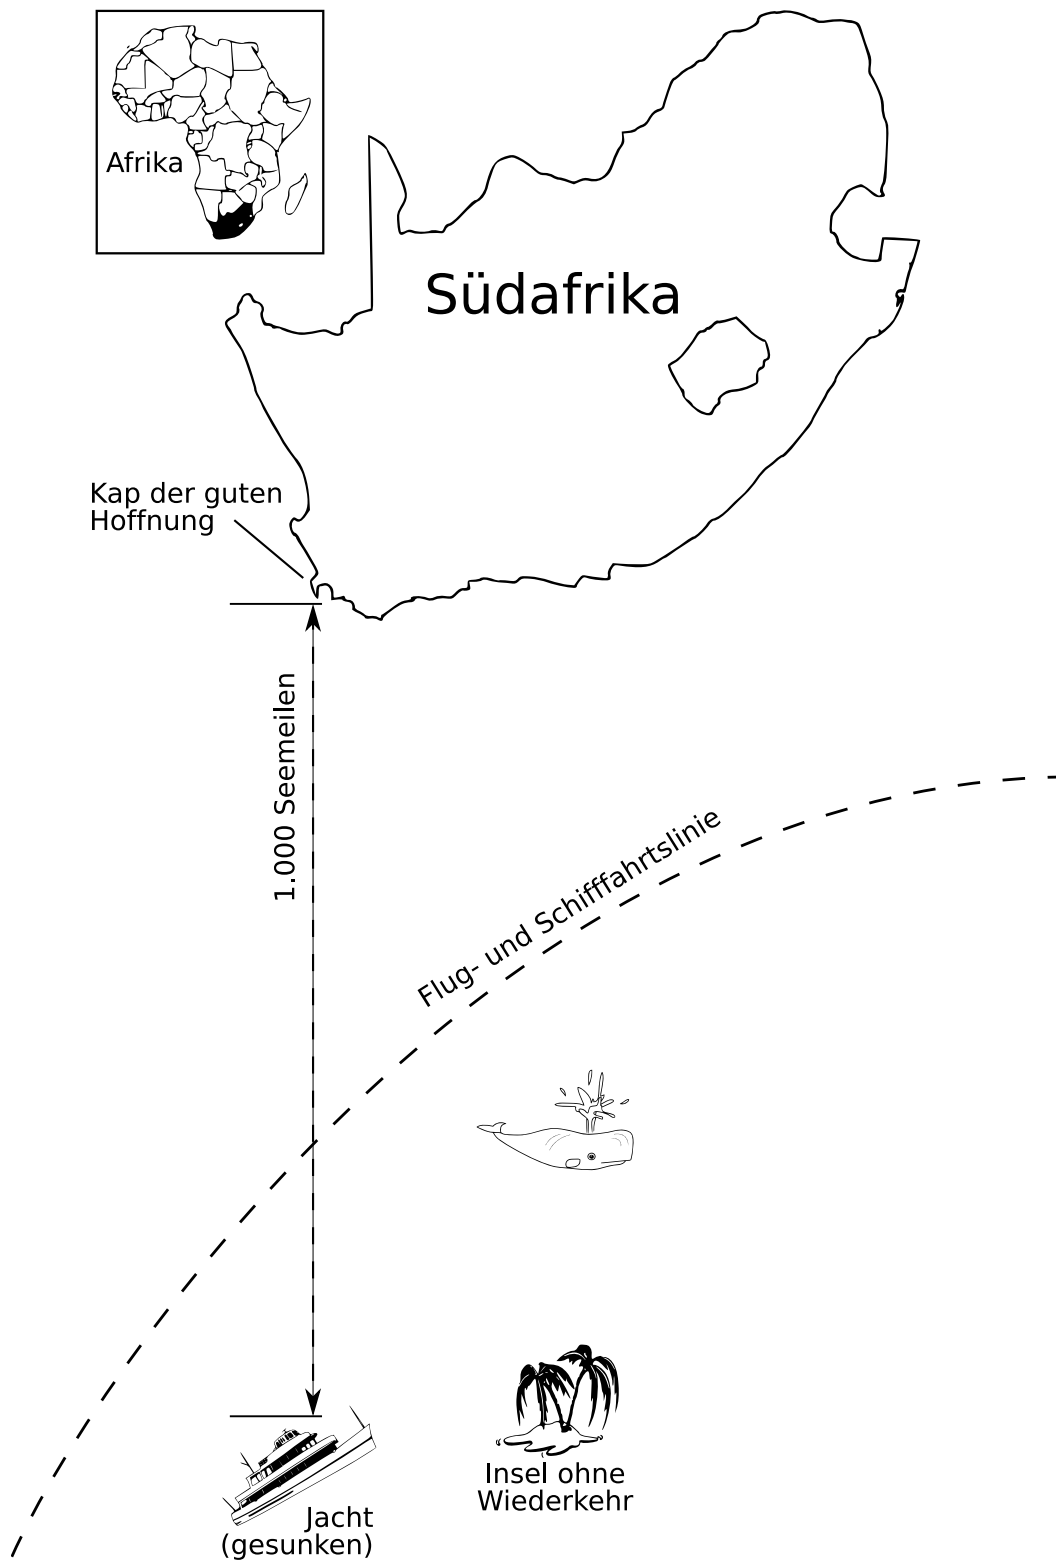 Afrika
Südafrika
Kap der guten
Hoffnung
1.000 Seemeilen
Flug- und Schifffahrtslinie
Insel ohne
Wiederkehr
Jacht
(gesunken)